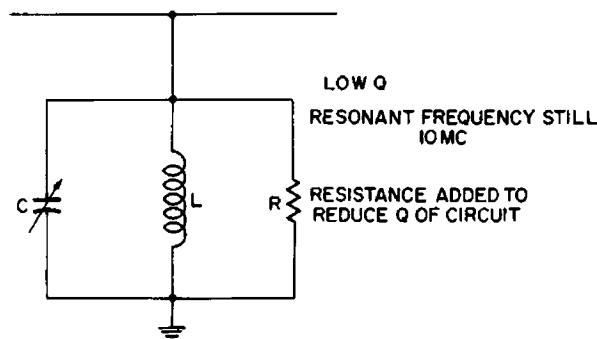 LOW Q
RESONANT FREQUENCY STILL
10MC
C
L
R
RESISTANCE ADDED TO
REDUCE Q OF CIRCUIT